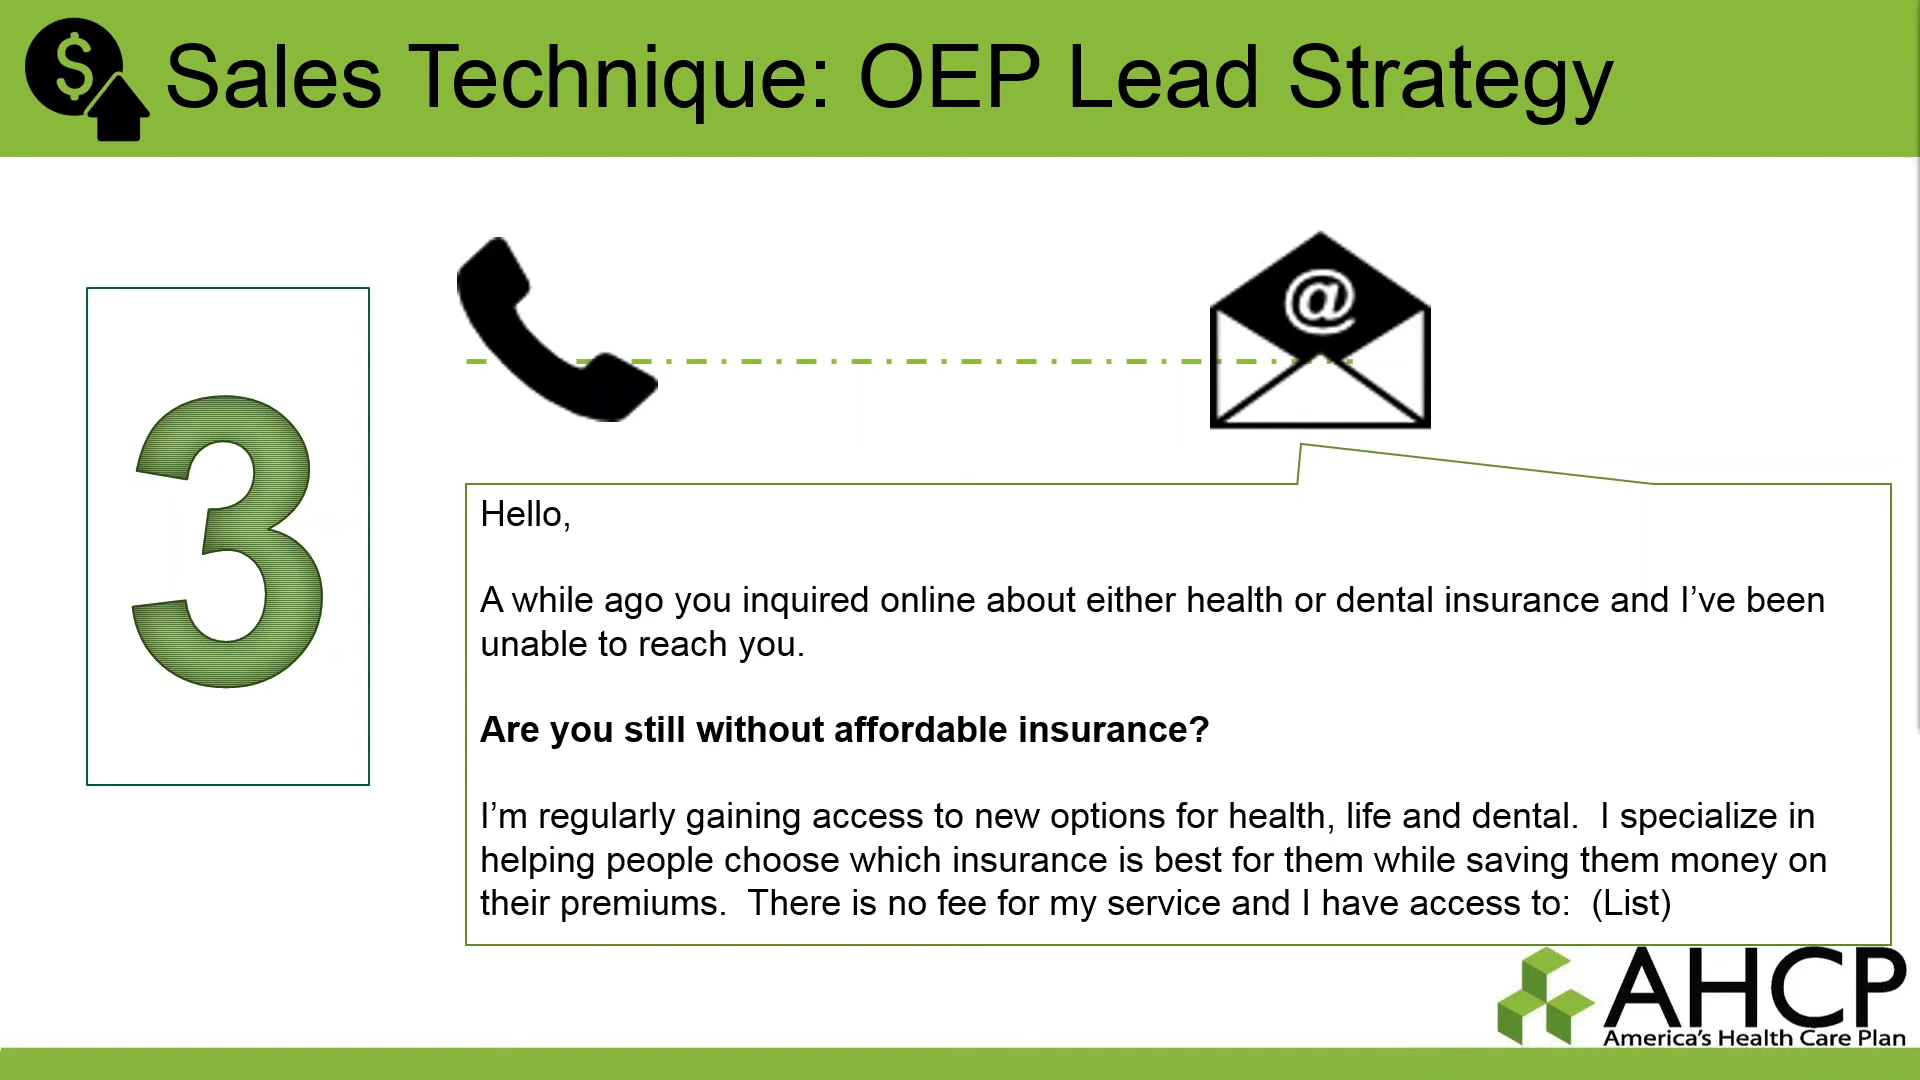 $
Sales Technique: OEP Lead Strategy
@
3
Hello,
A while ago you inquired online about either health or dental insurance and I’ve been
unable to reach you.
Are you still without affordable insurance?
I’m regularly gaining access to new options for health, life and dental.  I specialize in
helping people choose which insurance is best for them while saving them money on
their premiums.  There is no fee for my service and I have access to:  (List)
AHCP
America’s Health Care Plan